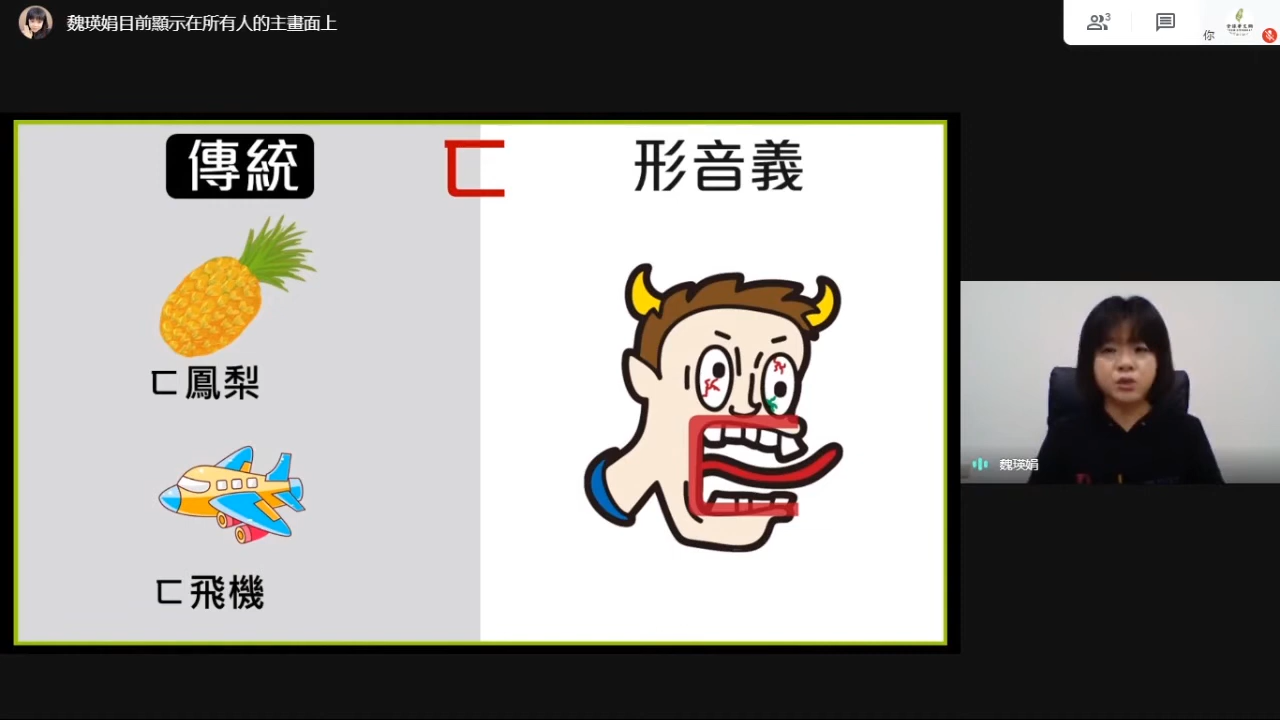 魏瑛娟目前顯示在所有人的主畫面上
3
你
傳統
ㄈ
形音義
ㄈ鳳梨
ㄈ飛機
魏瑛娟